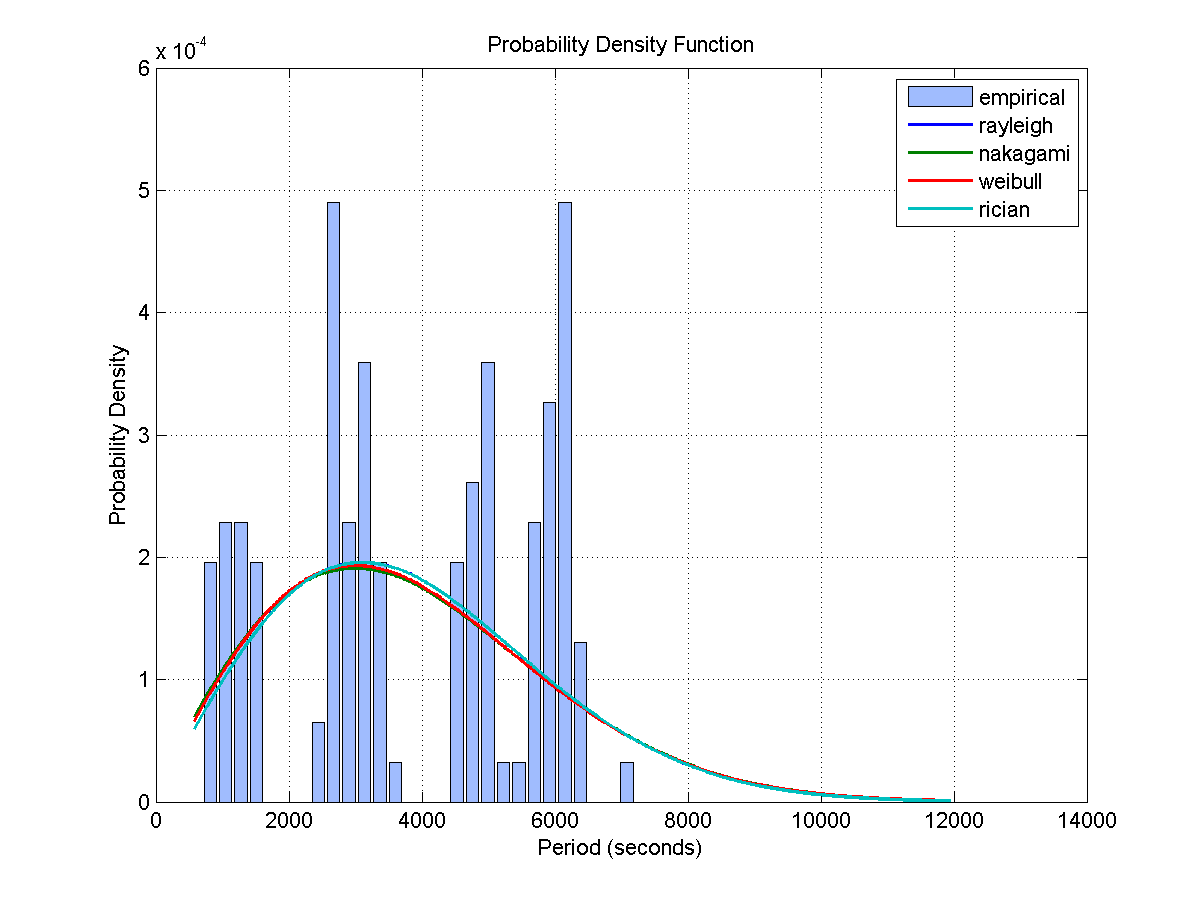 Probability Density Function
x 10^-4
6
5
4
3
2
1
0
Probability Density
0 2000 4000 6000 8000 10000 12000 14000
Period (seconds)
empirical
rayleigh
nakagami
weibull
rician